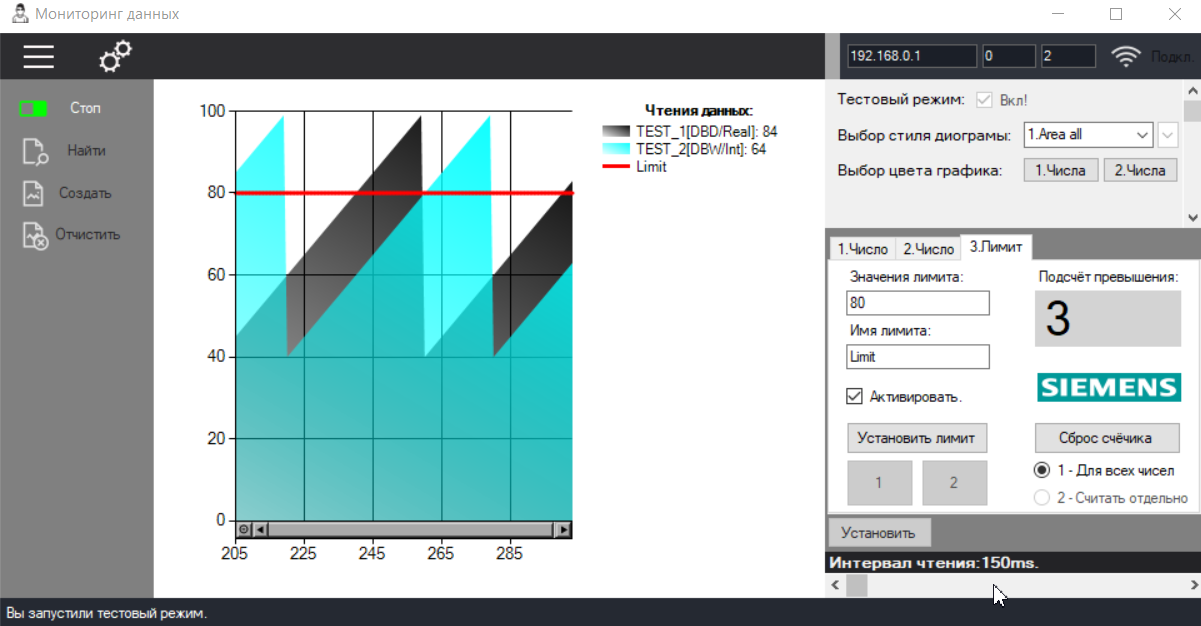 Мониторинг данных
192.168.0.1 0 2 Подкл.
Стоп
Найти
Создать
Отчистить
100
80
60
40
20
0
205 225 245 265 285
Чтения данных:
TEST_1[DBD/Real]: 84
TEST_2[DBW/Int]: 64
Limit
Тестовый режим: Вкл!
Выбор стиля диограмы: 1.Area all
Выбор цвета графика: 1.Числа 2.Числа
1.Число 2.Число 3.Лимит
Значения лимита: Подсчёт превышения:
80 3
Имя лимита:
Limit
SIEMENS
Активировать.
Установить лимит Сброс счёчика
1 2 1 - Для всех чисел
2 - Считать отдельно
Установить
Интервал чтения:150ms.
Вы запустили тестовый режим.